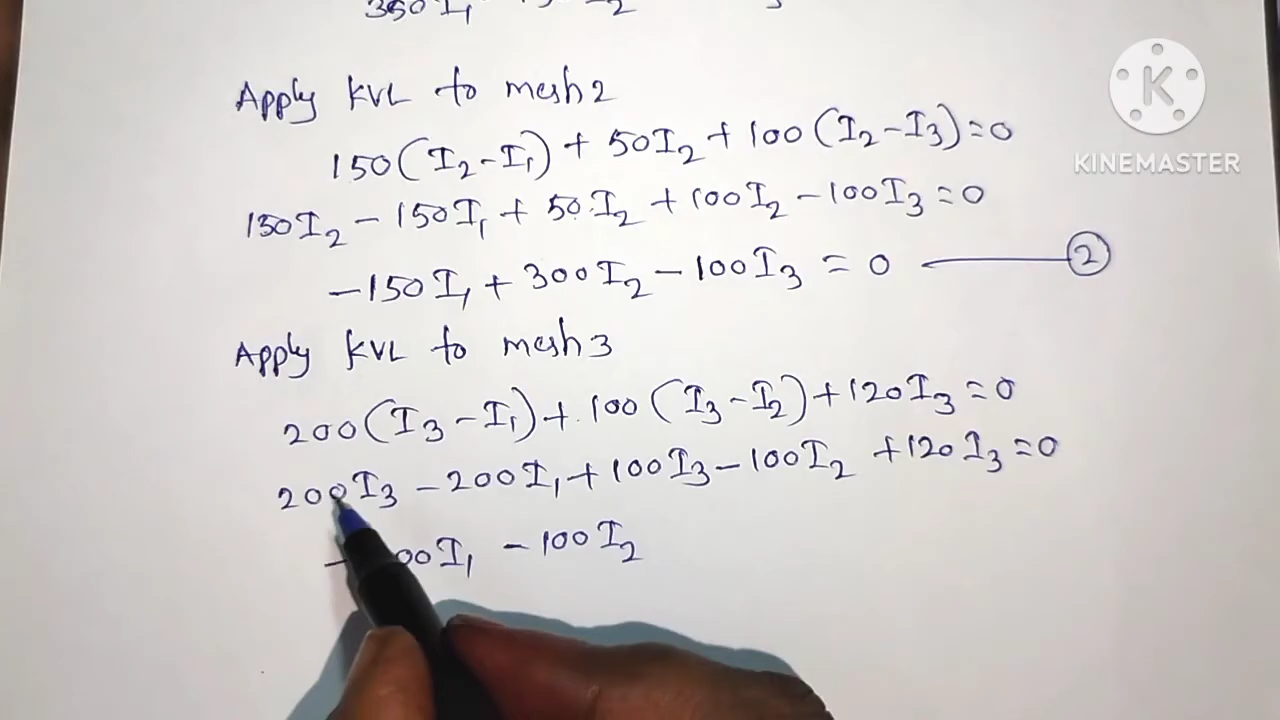 350I₁
Apply KVL to mesh 2
150(I₂-I₁) + 50I₂ + 100(I₂-I₃) = 0
150I₂ - 150I₁ + 50I₂ + 100I₂ - 100I₃ = 0
-150I₁ + 300I₂ - 100I₃ = 0 ——— ②
Apply KVL to mesh 3
200(I₃-I₁) + 100(I₃-I₂) + 120I₃ = 0
200I₃ - 200I₁ + 100I₃ - 100I₂ + 120I₃ = 0
- 00I₁ - 100I₂
K
KINEMASTER